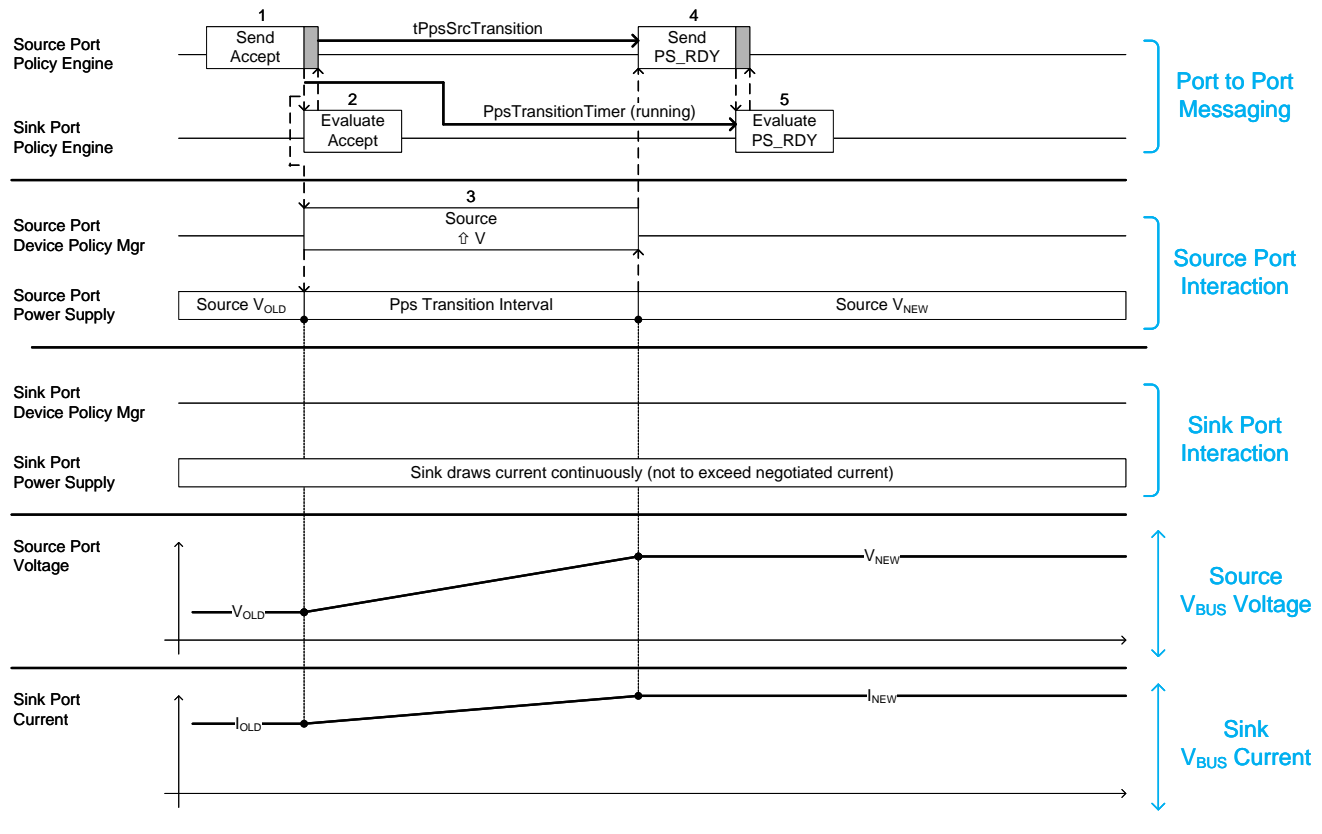 1
4
Send
Accept
tPpsSrcTransition
Send
PS_RDY
Source Port
Policy Engine
Port to Port
Messaging
2
5
PpsTransitionTimer (running)
Evaluate
Accept
Evaluate
PS_RDY
Sink Port
Policy Engine
3
Source
⇧ V
Source Port
Device Policy Mgr
Source Port
Interaction
Source Port
Power Supply
Source VOLD
Pps Transition Interval
Source VNEW
Sink Port
Device Policy Mgr
Sink Port
Interaction
Sink Port
Power Supply
Sink draws current continuously (not to exceed negotiated current)
Source Port
Voltage
VNEW
VOLD
Source
VBUS Voltage
Sink Port
Current
INEW
IOLD
Sink
VBUS Current